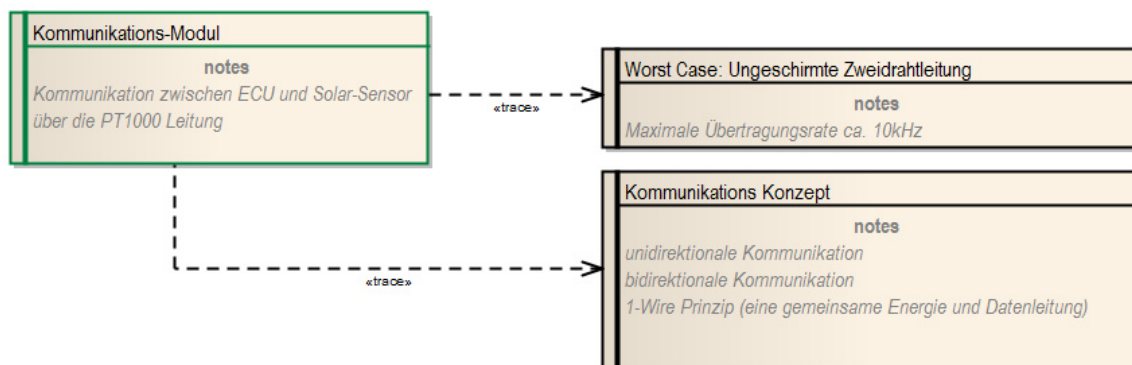 Kommunikations-Modul
notes
Kommunikation zwischen ECU und Solar-Sensor
über die PT1000 Leitung
«trace»
Worst Case: Ungeschirmte Zweidrahtleitung
notes
Maximale Übertragungsrate ca. 10kHz
«trace»
Kommunikations Konzept
notes
unidirektionale Kommunikation
bidirektionale Kommunikation
1-Wire Prinzip (eine gemeinsame Energie und Datenleitung)